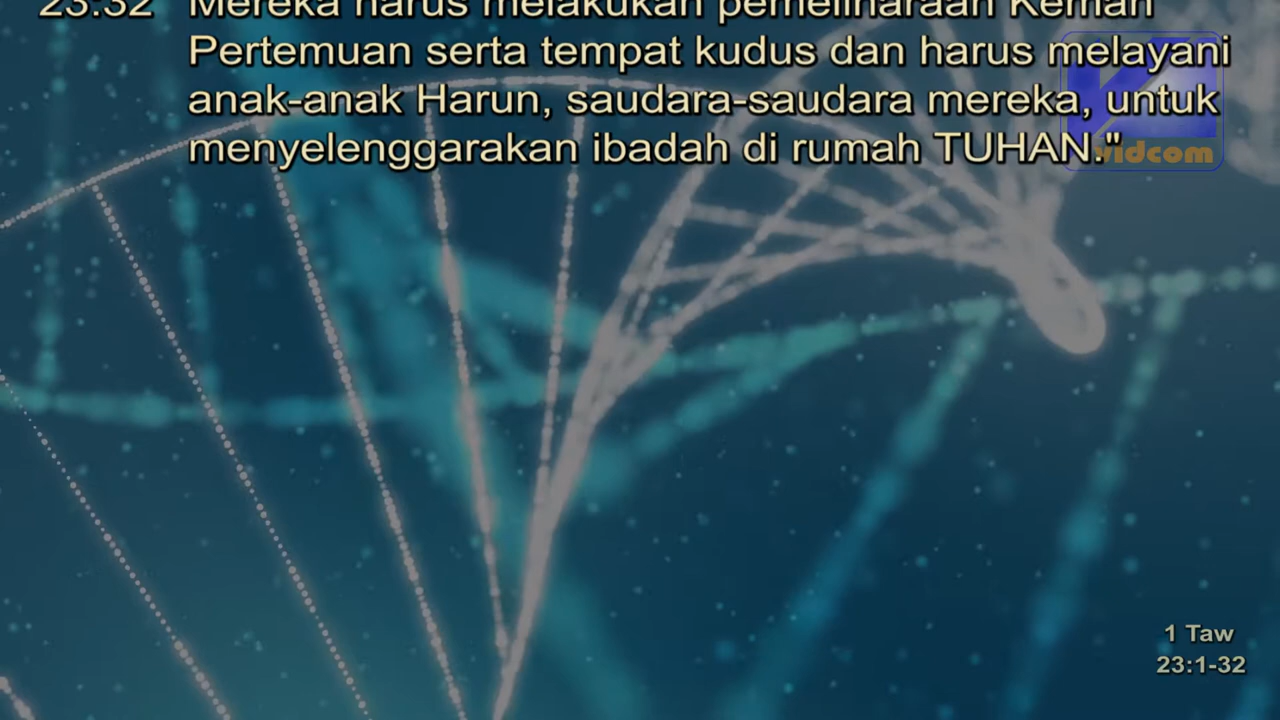 23:32 Mereka harus melakukan pemeliharaan Kemah
Pertemuan serta tempat kudus dan harus melayani
anak-anak Harun, saudara-saudara mereka, untuk
menyelenggarakan ibadah di rumah TUHAN."
vidcom
1 Taw
23:1-32